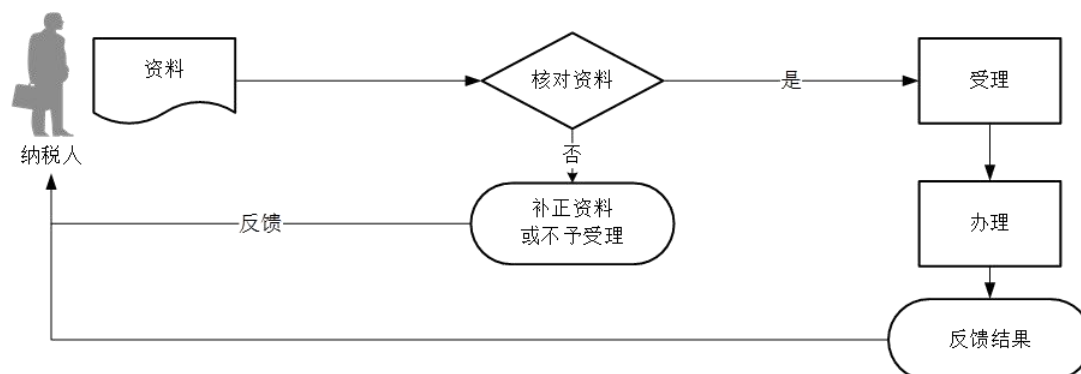 资料
核对资料
是
受理
纳税人
否
补正资料
或不予受理
反馈
办理
反馈结果